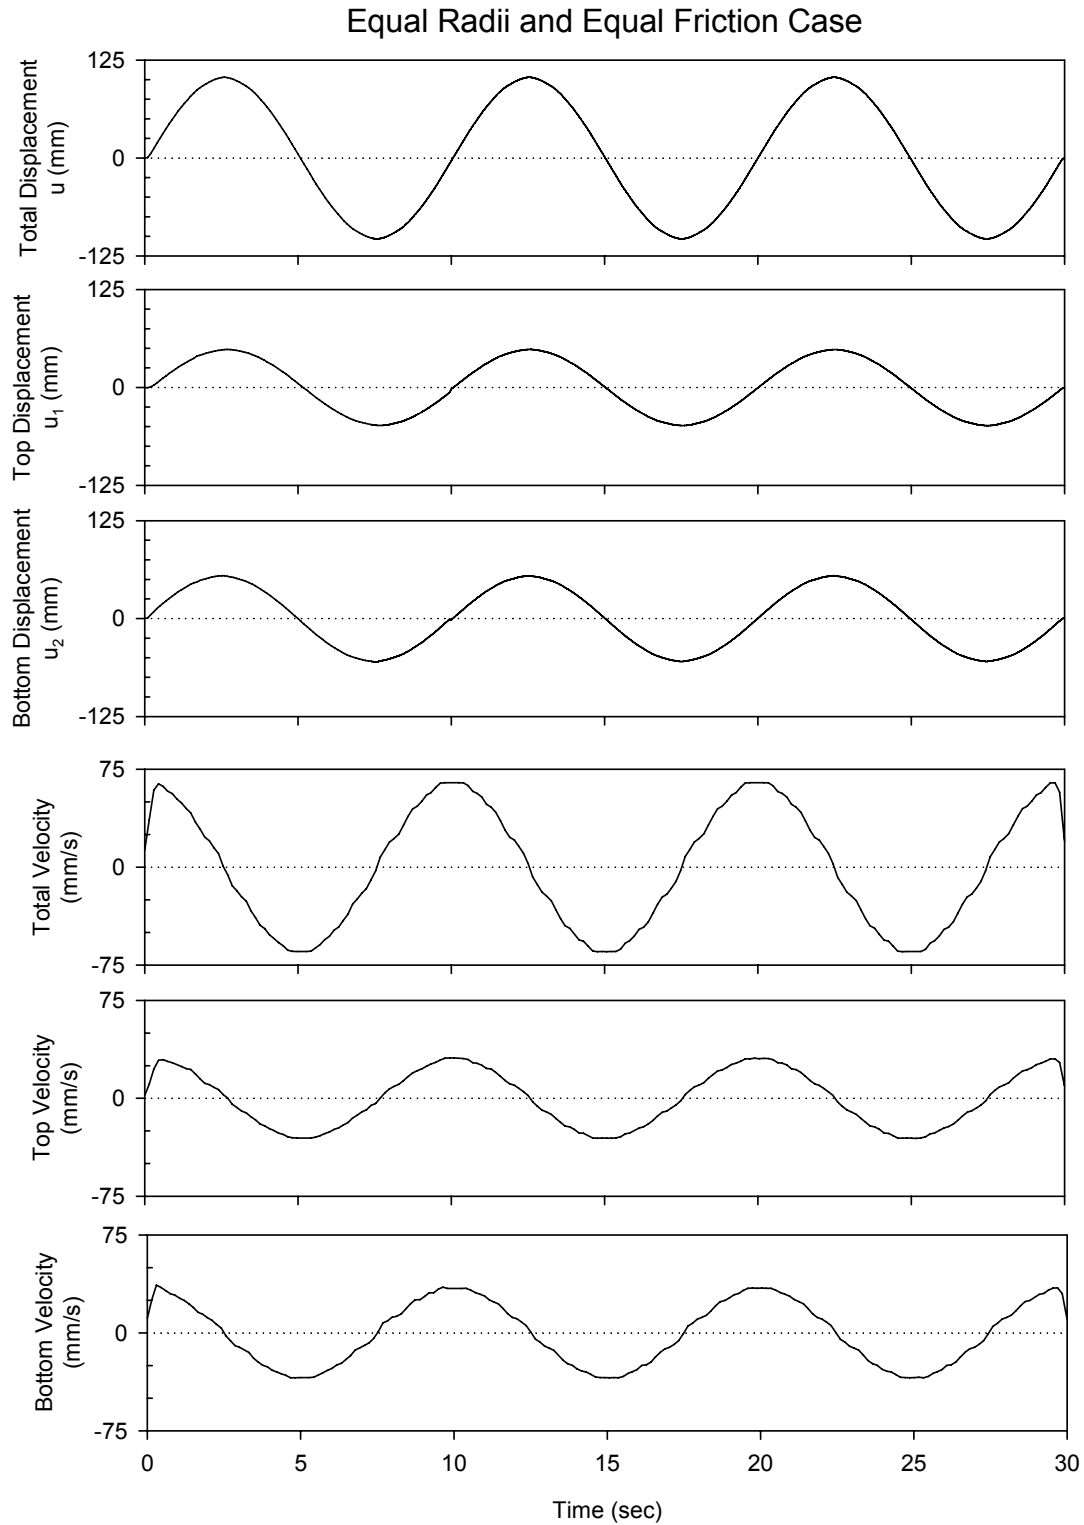 Equal Radii and Equal Friction Case
Total Displacement
u (mm)
125
0
-125
Top Displacement
u₁ (mm)
125
0
-125
Bottom Displacement
u₂ (mm)
125
0
-125
Total Velocity
(mm/s)
75
0
-75
Top Velocity
(mm/s)
75
0
-75
Bottom Velocity
(mm/s)
75
0
-75
0 5 10 15 20 25 30
Time (sec)